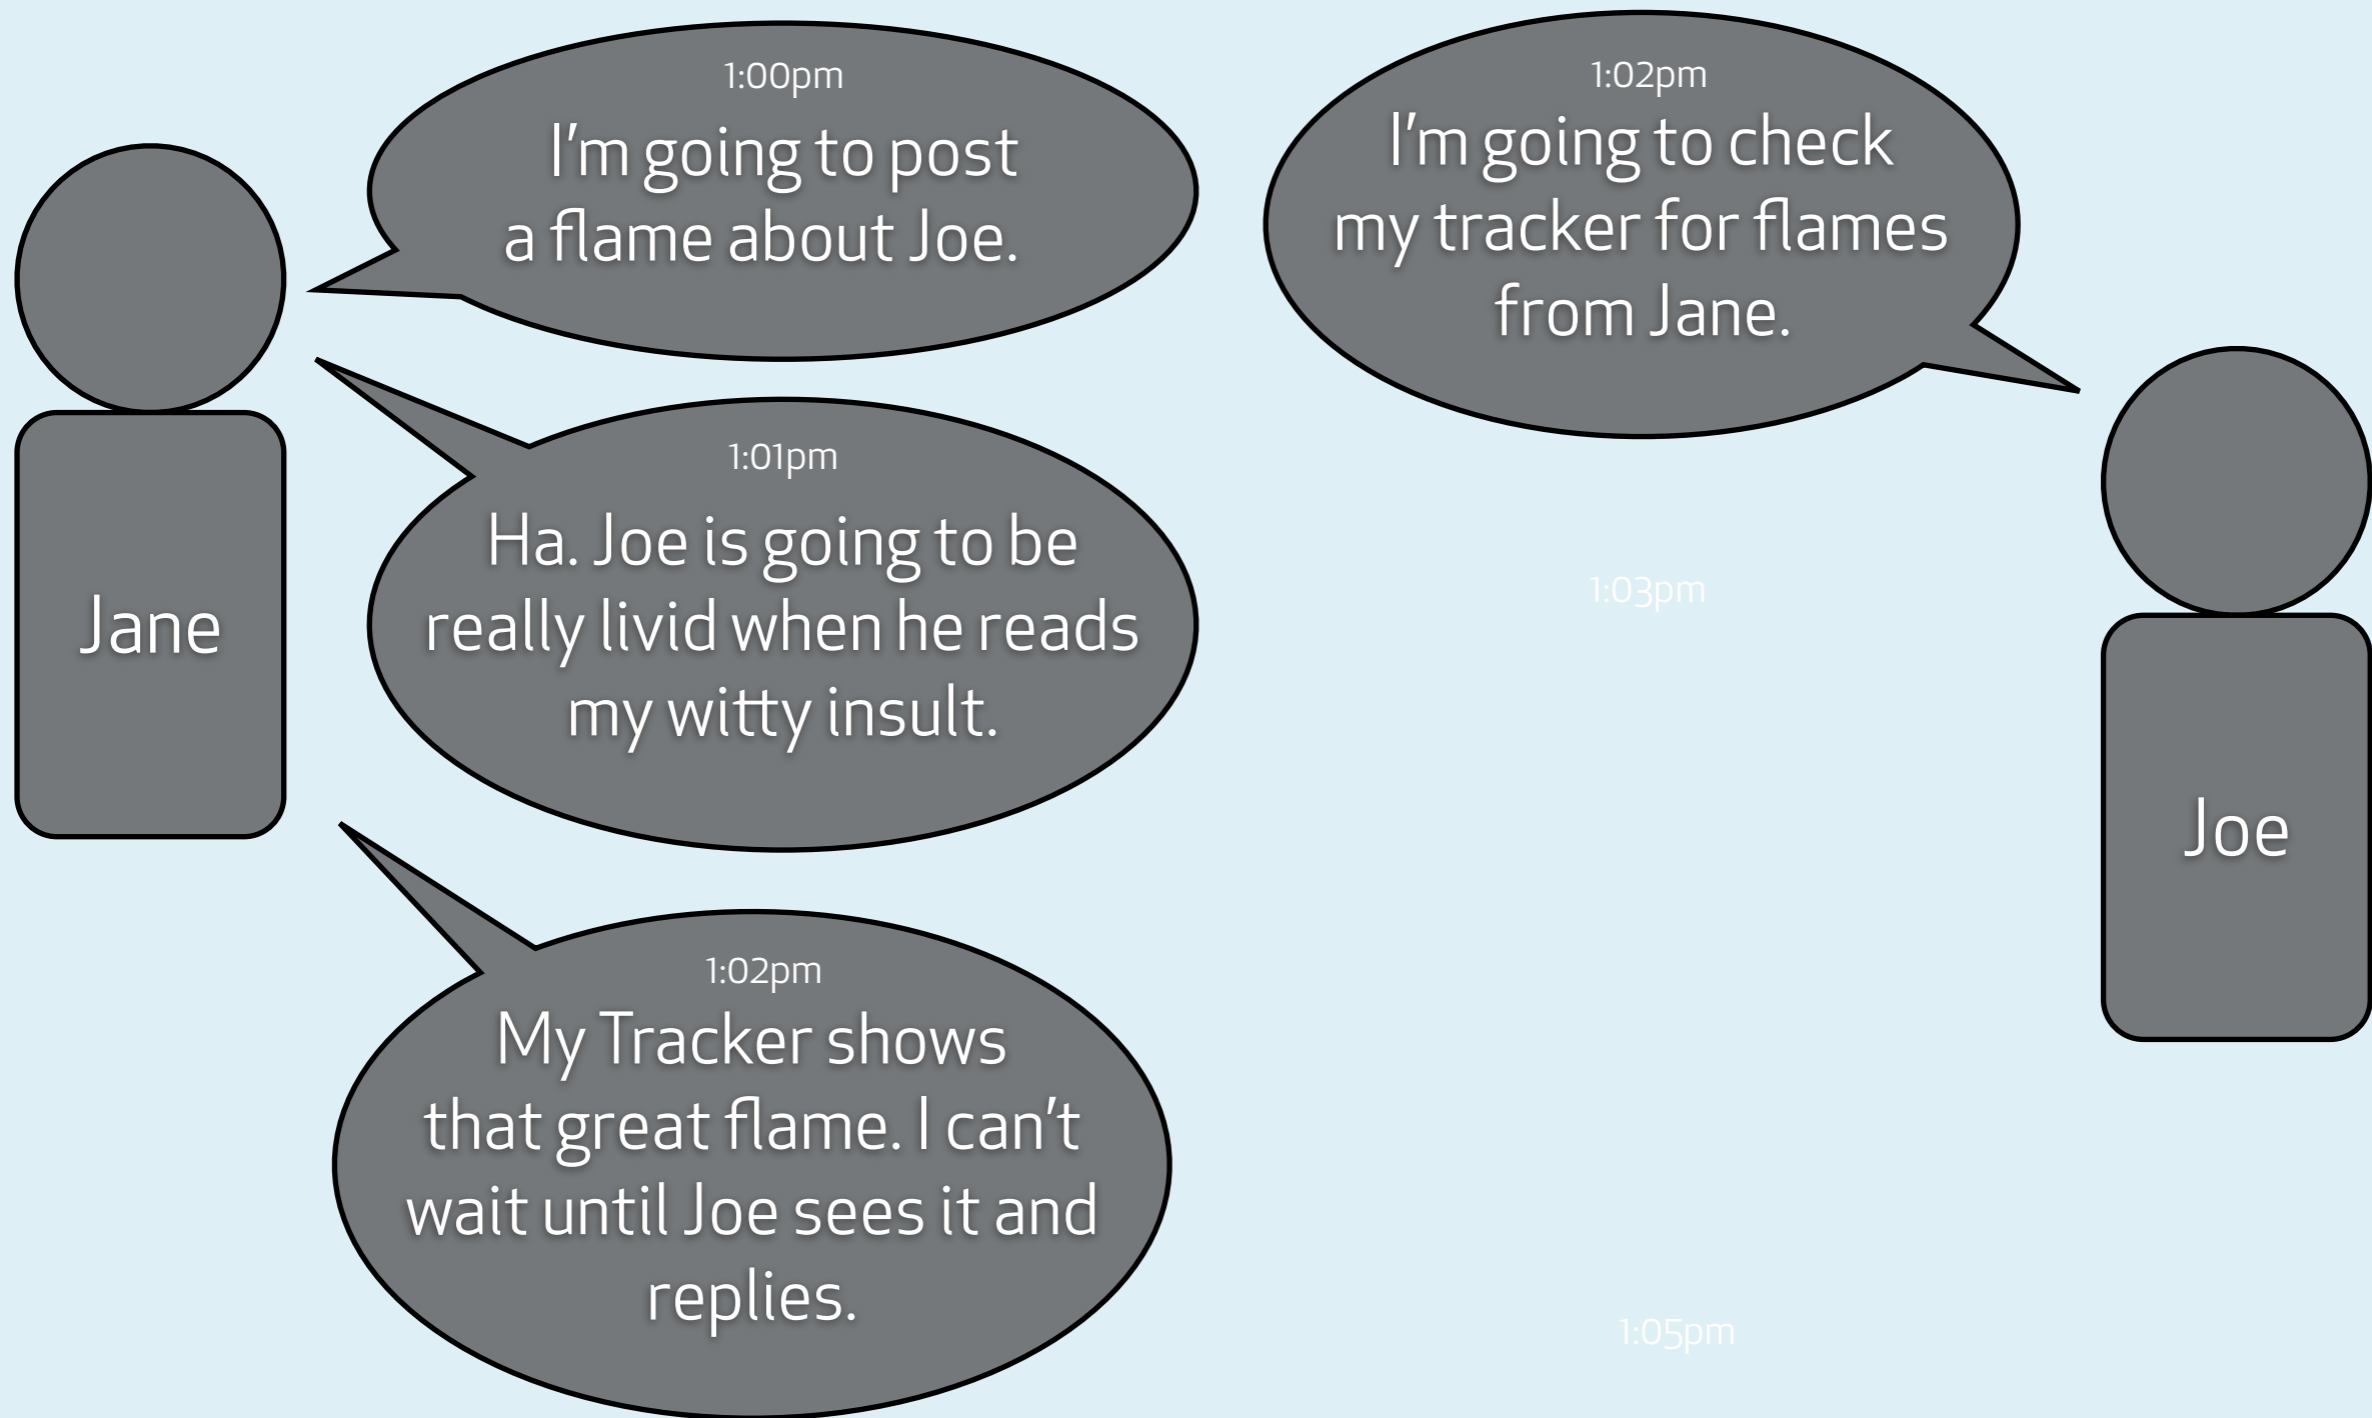 1:00pm
I'm going to post
a flame about Joe.
1:01pm
Ha. Joe is going to be
really livid when he reads
my witty insult.
1:02pm
My Tracker shows
that great flame. I can't
wait until Joe sees it and
replies.
Jane
1:02pm
I'm going to check
my tracker for flames
from Jane.
1:03pm
1:05pm
Joe